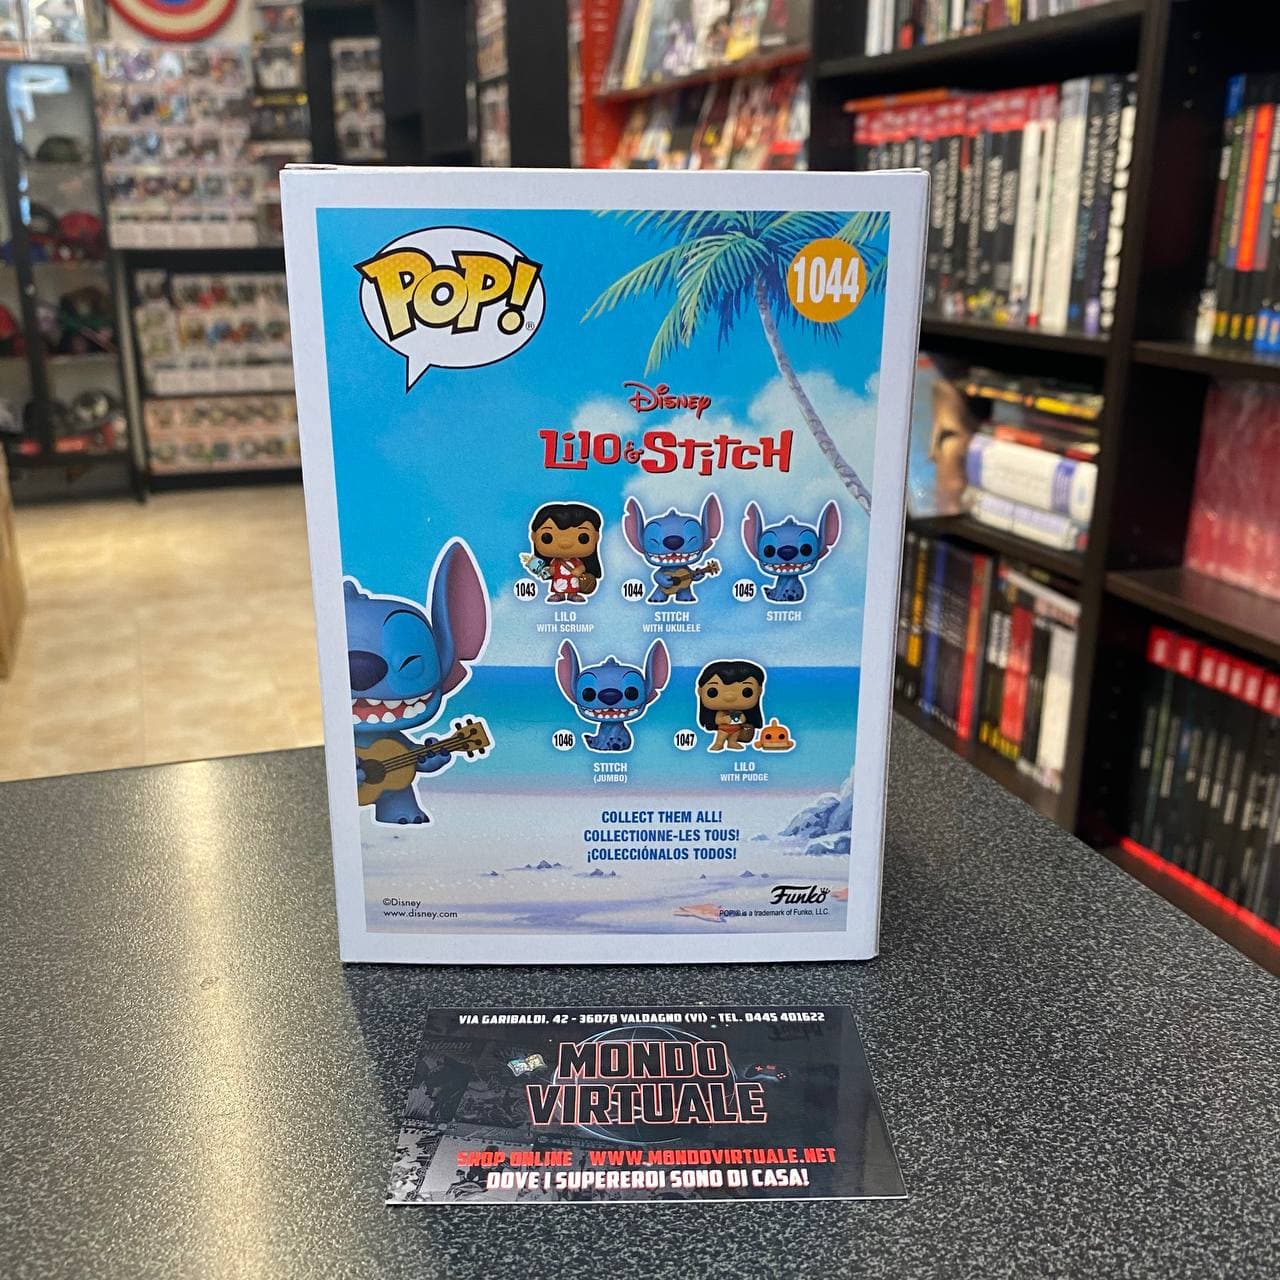 POP!
1044
Disney
Lilo & Stitch
1043
LILO
WITH SCRUMP
1044
STITCH
WITH UKULELE
1045
STITCH
1046
STITCH
(JUMBO)
1047
LILO
WITH PUDGE
COLLECT THEM ALL!
COLLECTIONNE-LES TOUS!
¡COLECCIÓNALOS TODOS!
©Disney
www.disney.com
Funko
POP!® is a trademark of Funko, LLC.
VIA GARIBALDI, 42 - 36078 VALDAGNO (VI) - TEL. 0445 401622
MONDO
VIRTUALE
SHOP ONLINE WWW.MONDOVIRTUALE.NET
DOVE I SUPEREROI SONO DI CASA!